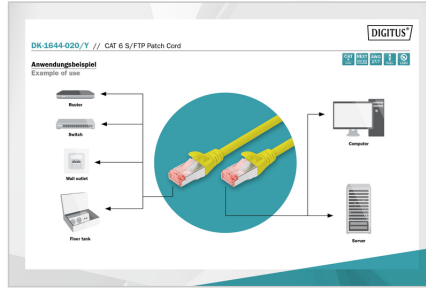 DIGITUS®
DK-1644-020/Y // CAT 6 S/FTP Patch Cord
Anwendungsbeispiel
Example of use
Router
Switch
Wall outlet
Floor tank
Computer
Server